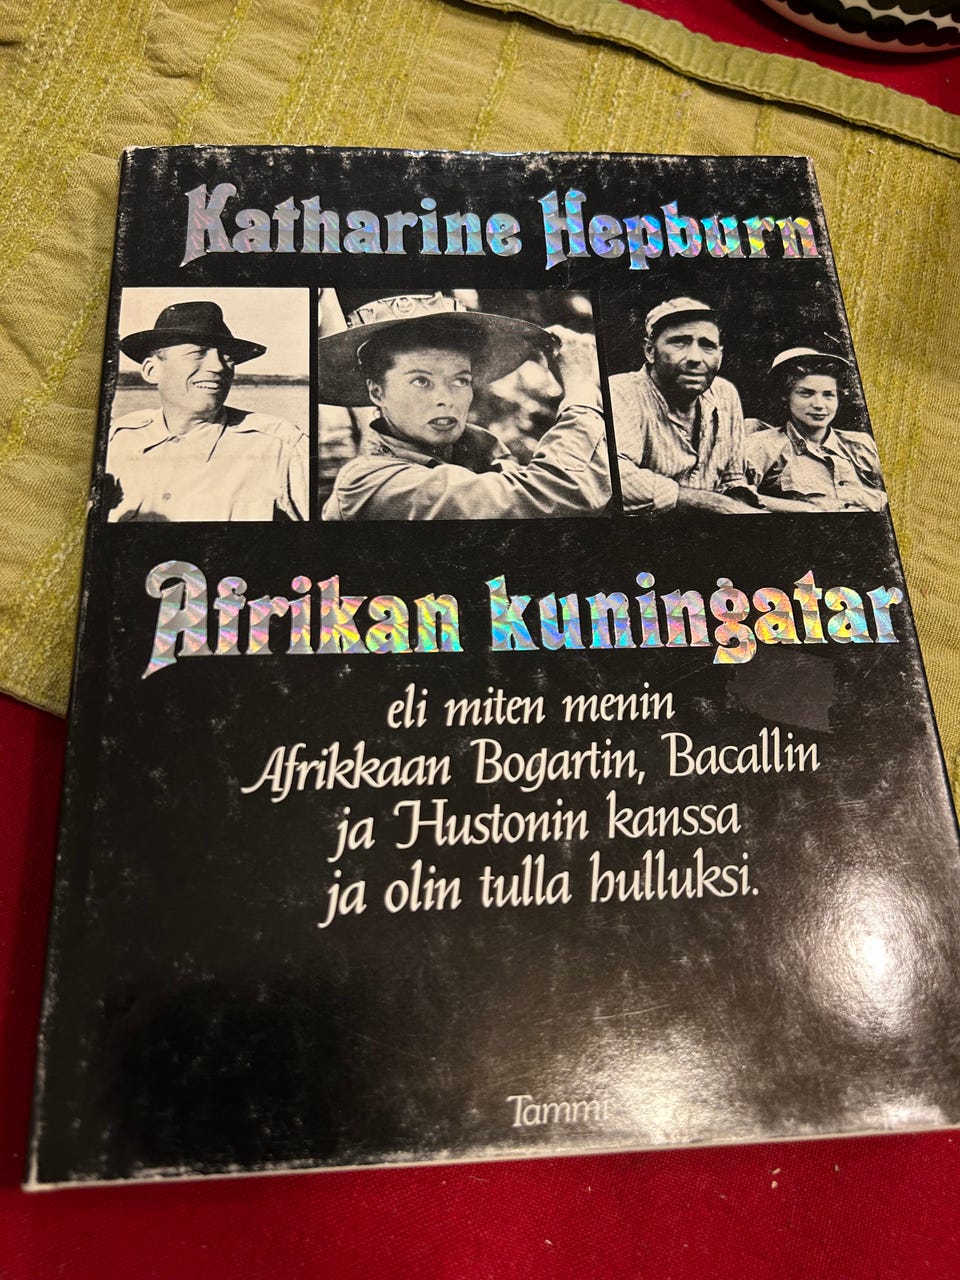 Katharine Hepburn
Afrikan kuningatar
eli miten menin
Afrikkaan Bogartin, Bacallin
ja Hustonin kanssa
ja olin tulla hulluksi.
Tammi